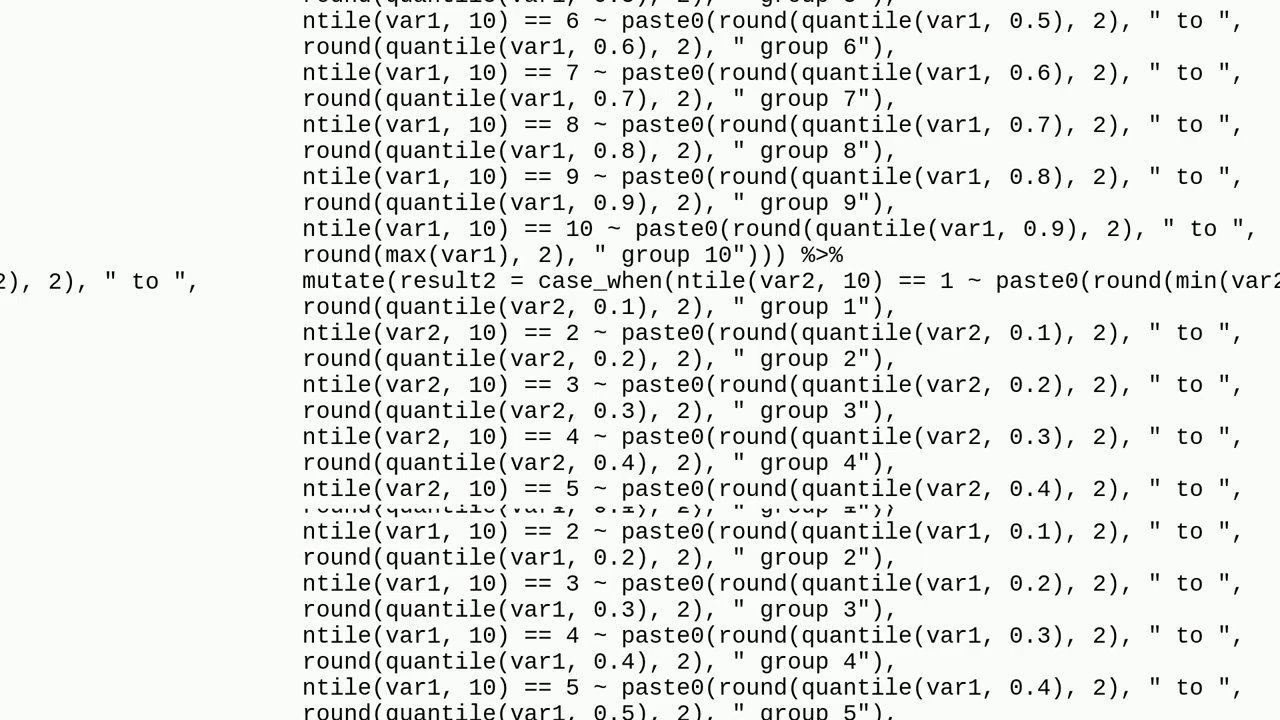 ntile(var1, 10) == 6 ~ paste0(round(quantile(var1, 0.5), 2), " to ",
round(quantile(var1, 0.6), 2), " group 6"),
ntile(var1, 10) == 7 ~ paste0(round(quantile(var1, 0.6), 2), " to ",
round(quantile(var1, 0.7), 2), " group 7"),
ntile(var1, 10) == 8 ~ paste0(round(quantile(var1, 0.7), 2), " to ",
round(quantile(var1, 0.8), 2), " group 8"),
ntile(var1, 10) == 9 ~ paste0(round(quantile(var1, 0.8), 2), " to ",
round(quantile(var1, 0.9), 2), " group 9"),
ntile(var1, 10) == 10 ~ paste0(round(quantile(var1, 0.9), 2), " to ",
round(max(var1), 2), " group 10"))) %>%
2), 2), " to ", mutate(result2 = case_when(ntile(var2, 10) == 1 ~ paste0(round(min(var2
round(quantile(var2, 0.1), 2), " group 1"),
ntile(var2, 10) == 2 ~ paste0(round(quantile(var2, 0.1), 2), " to ",
round(quantile(var2, 0.2), 2), " group 2"),
ntile(var2, 10) == 3 ~ paste0(round(quantile(var2, 0.2), 2), " to ",
round(quantile(var2, 0.3), 2), " group 3"),
ntile(var2, 10) == 4 ~ paste0(round(quantile(var2, 0.3), 2), " to ",
round(quantile(var2, 0.4), 2), " group 4"),
ntile(var2, 10) == 5 ~ paste0(round(quantile(var2, 0.4), 2), " to ",
ntile(var1, 10) == 2 ~ paste0(round(quantile(var1, 0.1), 2), " to ",
round(quantile(var1, 0.2), 2), " group 2"),
ntile(var1, 10) == 3 ~ paste0(round(quantile(var1, 0.2), 2), " to ",
round(quantile(var1, 0.3), 2), " group 3"),
ntile(var1, 10) == 4 ~ paste0(round(quantile(var1, 0.3), 2), " to ",
round(quantile(var1, 0.4), 2), " group 4"),
ntile(var1, 10) == 5 ~ paste0(round(quantile(var1, 0.4), 2), " to ",
round(quantile(var1, 0.5), 2), " group 5"),